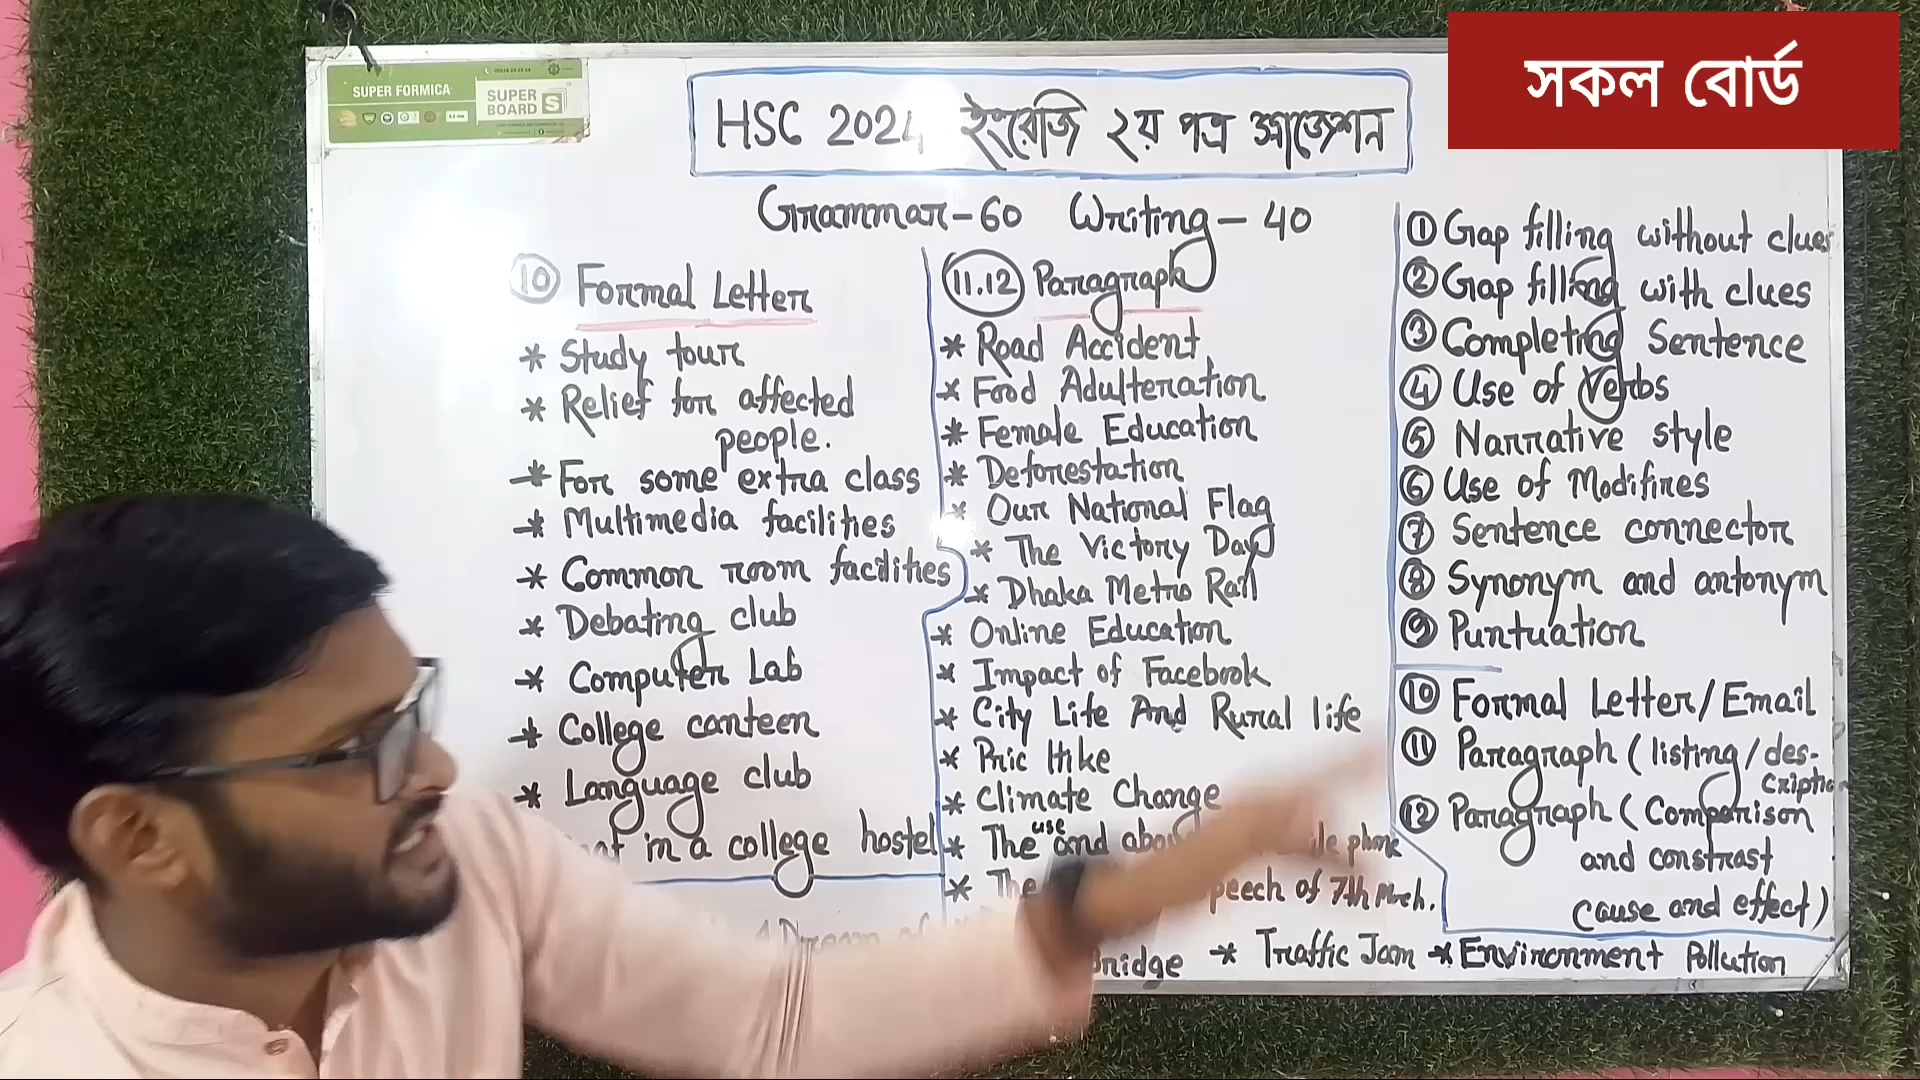 সকল বোর্ড
SUPER FORMICA
SUPER
BOARD S
HSC 2024 ইংরেজি ২য় পত্র সাজেশন
Grammar-60 Writing-40
10 Formal Letter
* Study tour
* Relief for affected
people.
* For some extra class
* Multimedia facilities
* Common room facilities
* Debating club
* Computer Lab
* College canteen
* Language club
in a college hostel
Dream of
11.12 Paragraph
* Road Accident
* Food Adulteration
* Female Education
* Deforestation
* Our National Flag
* The Victory Day
* Dhaka Metro Rail
* Online Education
* Impact of Facebook
* City Life And Rural life
* Pric Hike
* Climate Change
* The use and phone
* The peech of 7th March.
Bridge * Traffic Jam * Enviironment Pollution
① Gap filling without clues
② Gap filling with clues
③ Completing Sentence
④ Use of Verbs
⑤ Narrative style
⑥ Use of Modifires
⑦ Sentence connector
⑧ Synonym and antonym
⑨ Puntuation
⑩ Formal Letter/Email
⑪ Paragraph (listing/des-
cription
⑫ Paragraph (Comparison
and constrast
cause and effect)